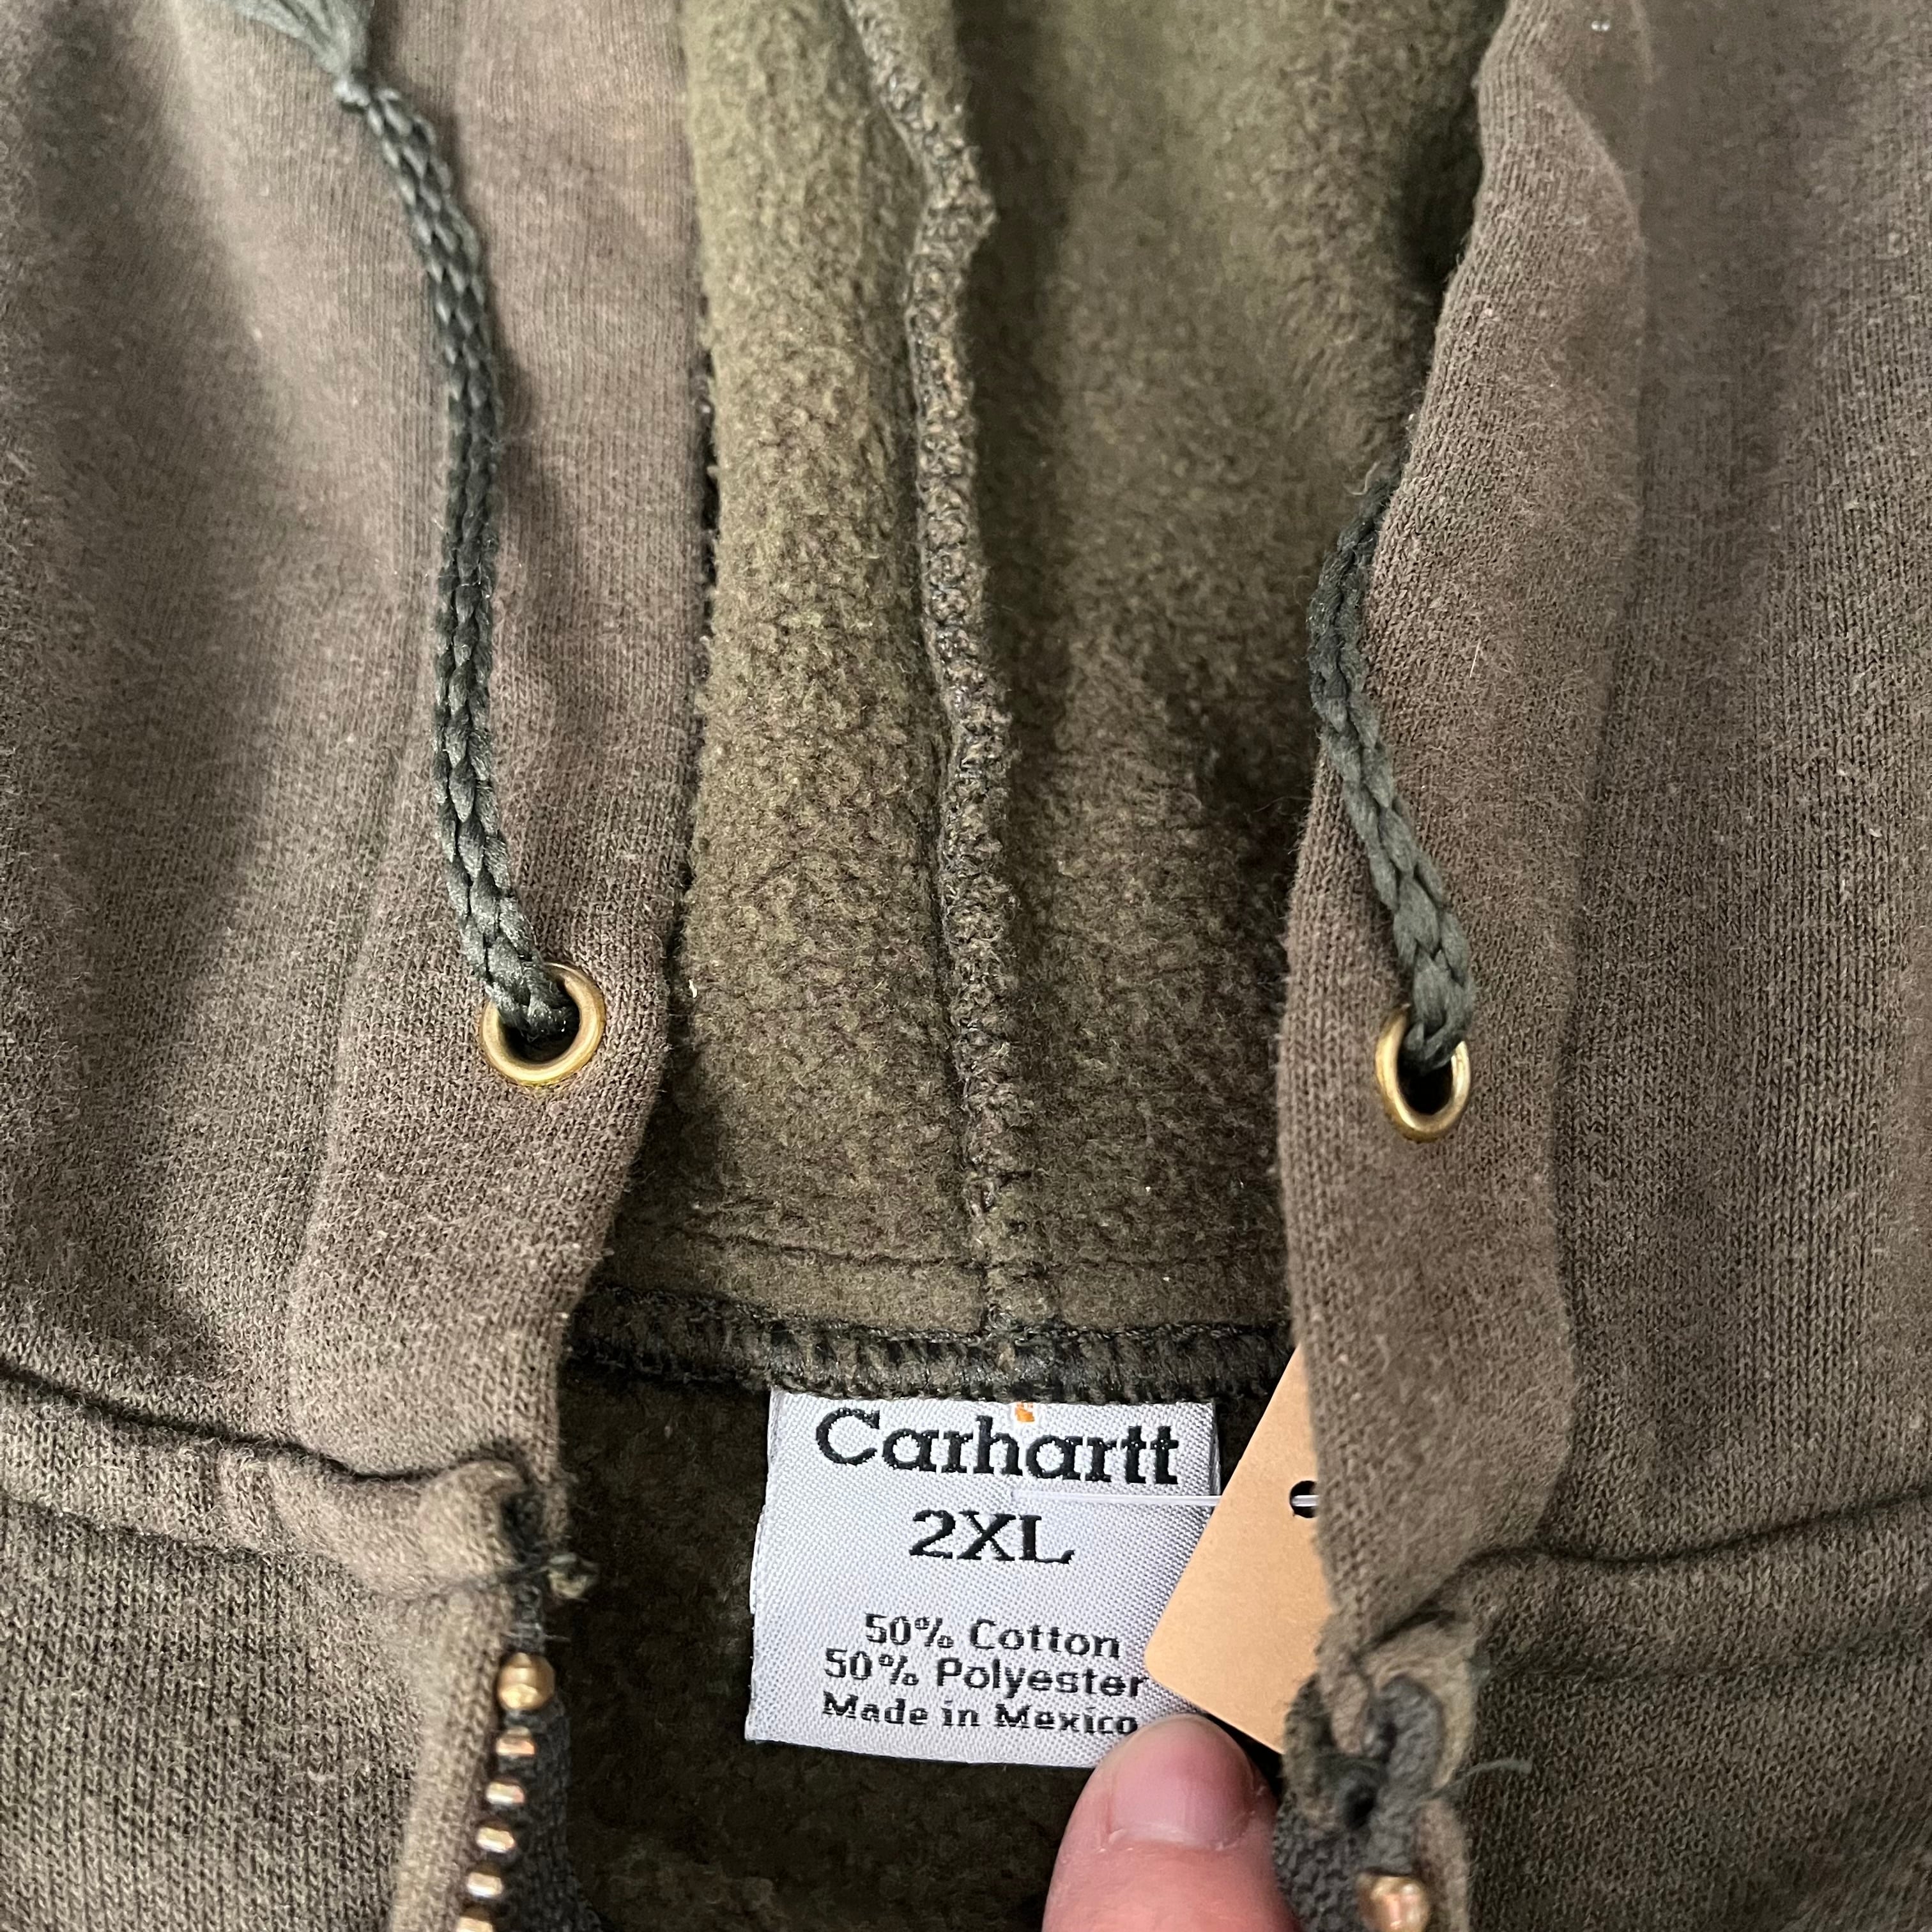 Carhartt
2XL
50% Cotton
50% Polyester
Made in Mexico